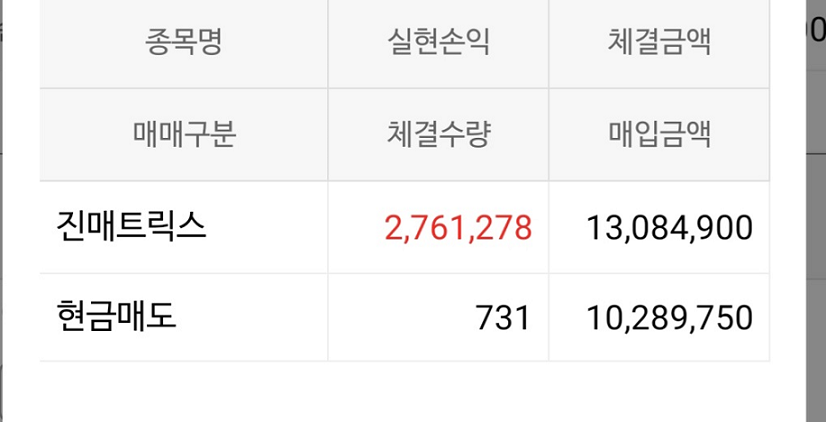 종목명 실현손익 체결금액
매매구분 체결수량 매입금액
진매트릭스 2,761,278 13,084,900
현금매도 731 10,289,750